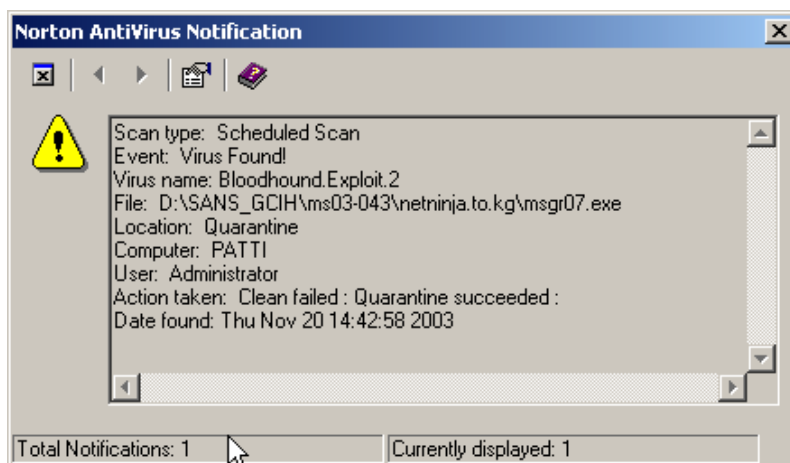 Norton AntiVirus Notification
Scan type: Scheduled Scan
Event: Virus Found!
Virus name: Bloodhound.Exploit.2
File: D:\SANS_GCIH\ms03-043\netninja.to.kg\msgr07.exe
Location: Quarantine
Computer: PATTI
User: Administrator
Action taken: Clean failed : Quarantine succeeded :
Date found: Thu Nov 20 14:42:58 2003
Total Notifications: 1
Currently displayed: 1